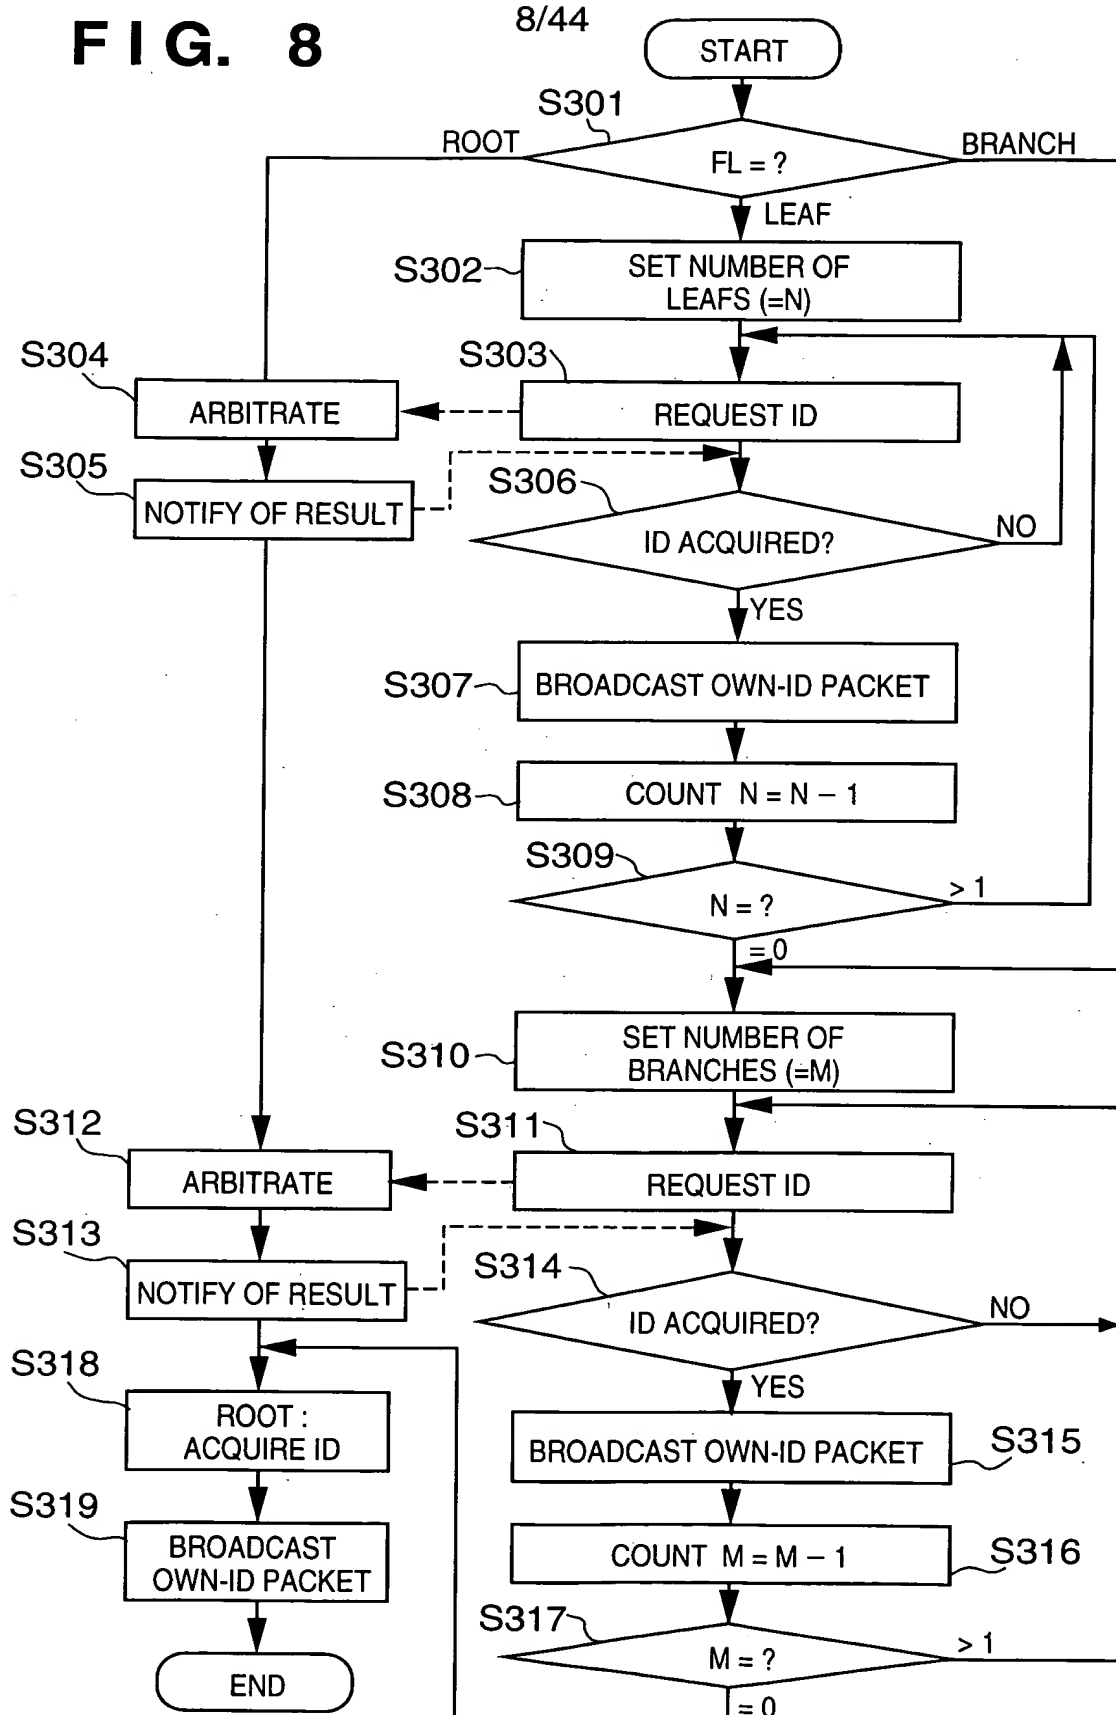 FIG. 8
8/44
START
S301
ROOT
FL = ?
BRANCH
LEAF
S302
SET NUMBER OF
LEAFS (=N)
S304
S303
ARBITRATE
REQUEST ID
S305
S306
NOTIFY OF RESULT
ID ACQUIRED?
NO
YES
S307
BROADCAST OWN-ID PACKET
S308
COUNT N = N – 1
S309
N = ?
> 1
= 0
S310
SET NUMBER OF
BRANCHES (=M)
S312
S311
ARBITRATE
REQUEST ID
S313
S314
NOTIFY OF RESULT
ID ACQUIRED?
NO
S318
YES
ROOT :
ACQUIRE ID
BROADCAST OWN-ID PACKET
S315
S319
BROADCAST
OWN-ID PACKET
COUNT M = M – 1
S316
S317
M = ?
> 1
END
= 0